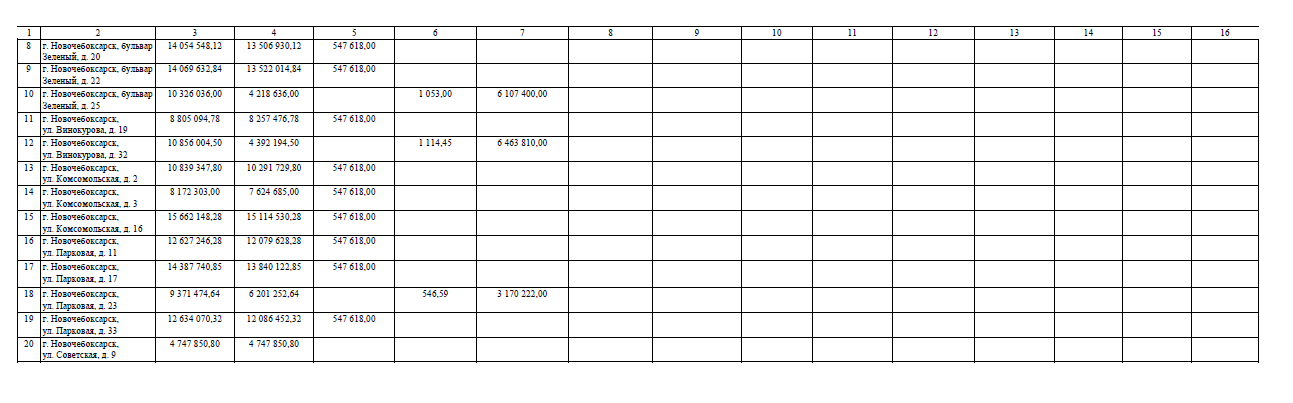 1 2 3 4 5 6 7 8 9 10 11 12 13 14 15 16
8 г. Новочебоксарск, бульвар 14 054 548,12 13 506 930,12 547 618,00
Зеленый, д. 20
9 г. Новочебоксарск, бульвар 14 069 632,84 13 522 014,84 547 618,00
Зеленый, д. 22
10 г. Новочебоксарск, бульвар 10 326 036,00 4 218 636,00 1 053,00 6 107 400,00
Зеленый, д. 25
11 г. Новочебоксарск, 8 805 094,78 8 257 476,78 547 618,00
ул. Винокурова, д. 19
12 г. Новочебоксарск, 10 856 004,50 4 392 194,50 1 114,45 6 463 810,00
ул. Винокурова, д. 32
13 г. Новочебоксарск, 10 839 347,80 10 291 729,80 547 618,00
ул. Комсомольская, д. 2
14 г. Новочебоксарск, 8 172 303,00 7 624 685,00 547 618,00
ул. Комсомольская, д. 3
15 г. Новочебоксарск, 15 662 148,28 15 114 530,28 547 618,00
ул. Комсомольская, д. 16
16 г. Новочебоксарск, 12 627 246,28 12 079 628,28 547 618,00
ул. Парковая, д. 11
17 г. Новочебоксарск, 14 387 740,85 13 840 122,85 547 618,00
ул. Парковая, д. 17
18 г. Новочебоксарск, 9 371 474,64 6 201 252,64 546,59 3 170 222,00
ул. Парковая, д. 23
19 г. Новочебоксарск, 12 634 070,32 12 086 452,32 547 618,00
ул. Парковая, д. 33
20 г. Новочебоксарск, 4 747 850,80 4 747 850,80
ул. Советская, д. 9